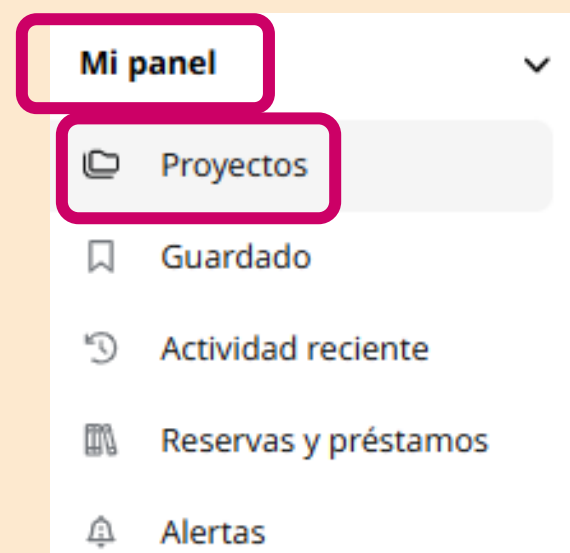 Mi panel
Proyectos
Guardado
Actividad reciente
Reservas y préstamos
Alertas